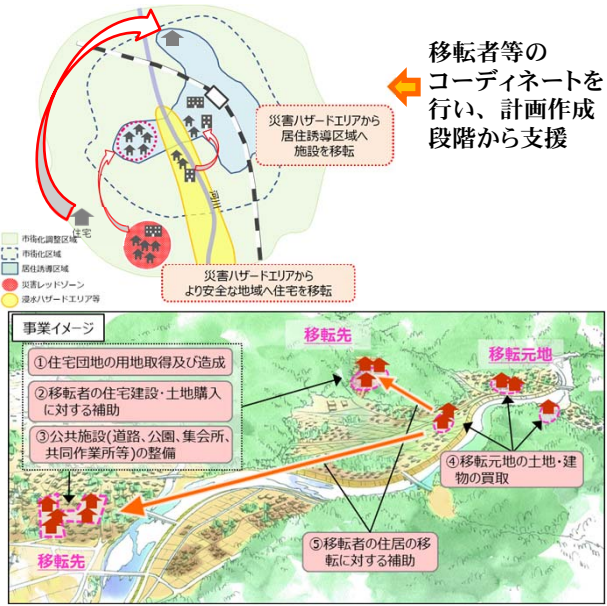 移転者等の
コーディネートを
行い、計画作成
段階から支援
災害ハザードエリアから
居住誘導区域へ
施設を移転
河川
住宅
市街化調整区域
市街化区域
居住誘導区域
災害レッドゾーン
浸水ハザードエリア等
災害ハザードエリアから
より安全な地域へ住宅を移転
事業イメージ
移転先
移転元地
①住宅団地の用地取得及び造成
②移転者の住宅建設・土地購入
に対する補助
③公共施設(道路、公園、集会所、
共同作業所等)の整備
④移転元地の土地・建
物の買取
⑤移転者の住居の移
転に対する補助
移転先